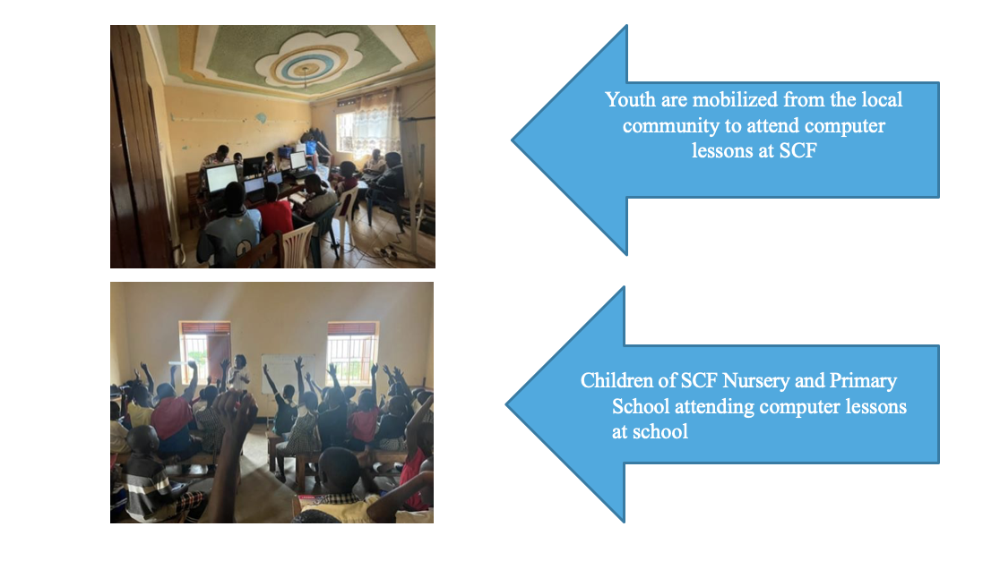 Youth are mobilized from the local
community to attend computer
lessons at SCF
Children of SCF Nursery and Primary
School attending computer lessons
at school